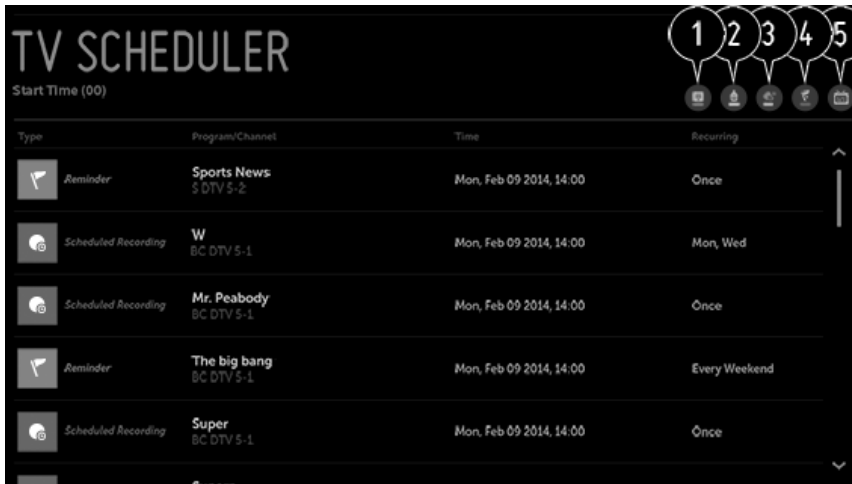 1 2 3 4 5
TV SCHEDULER
Start Time (00)
Type Program/Channel Time Recurring
Reminder Sports News Mon, Feb 09 2014, 14:00 Once
S DTV 5-2
Scheduled Recording W Mon, Feb 09 2014, 14:00 Mon, Wed
BC DTV 5-1
Scheduled Recording Mr. Peabody Mon, Feb 09 2014, 14:00 Once
BC DTV 5-1
Reminder The big bang Mon, Feb 09 2014, 14:00 Every Weekend
BC DTV 5-1
Scheduled Recording Super Mon, Feb 09 2014, 14:00 Once
BC DTV 5-1